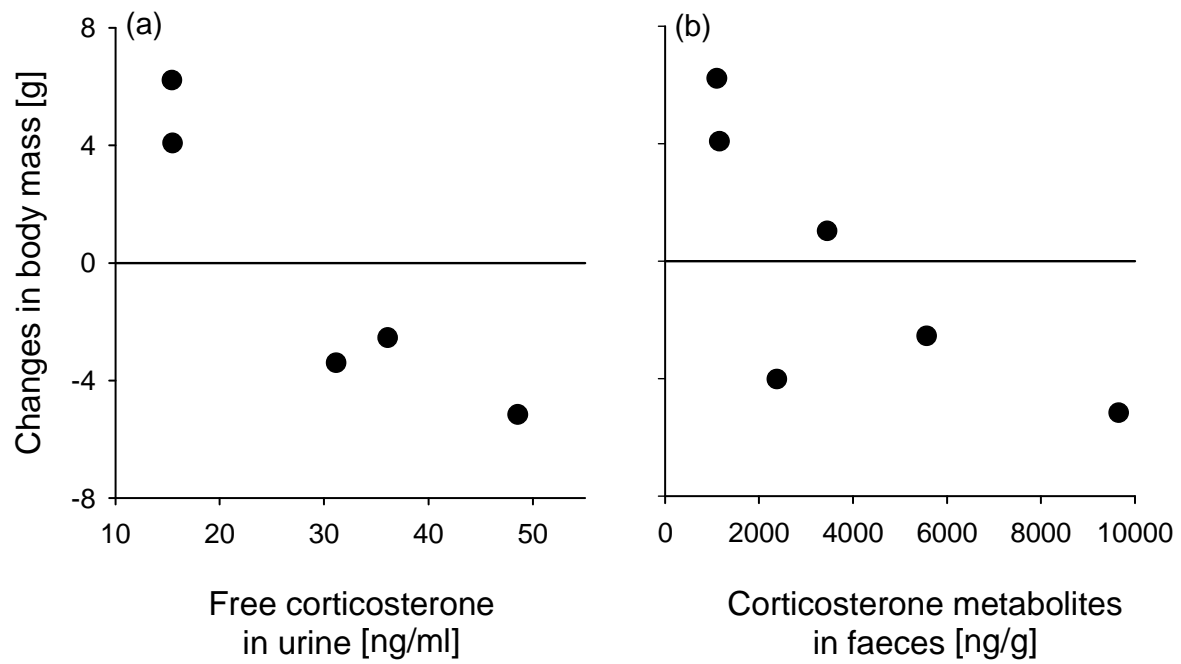 (a)
(b)
Changes in body mass [g]
8
4
0
-4
-8
10 20 30 40 50
0 2000 4000 6000 8000 10000
Free corticosterone
in urine [ng/ml]
Corticosterone metabolites
in faeces [ng/g]